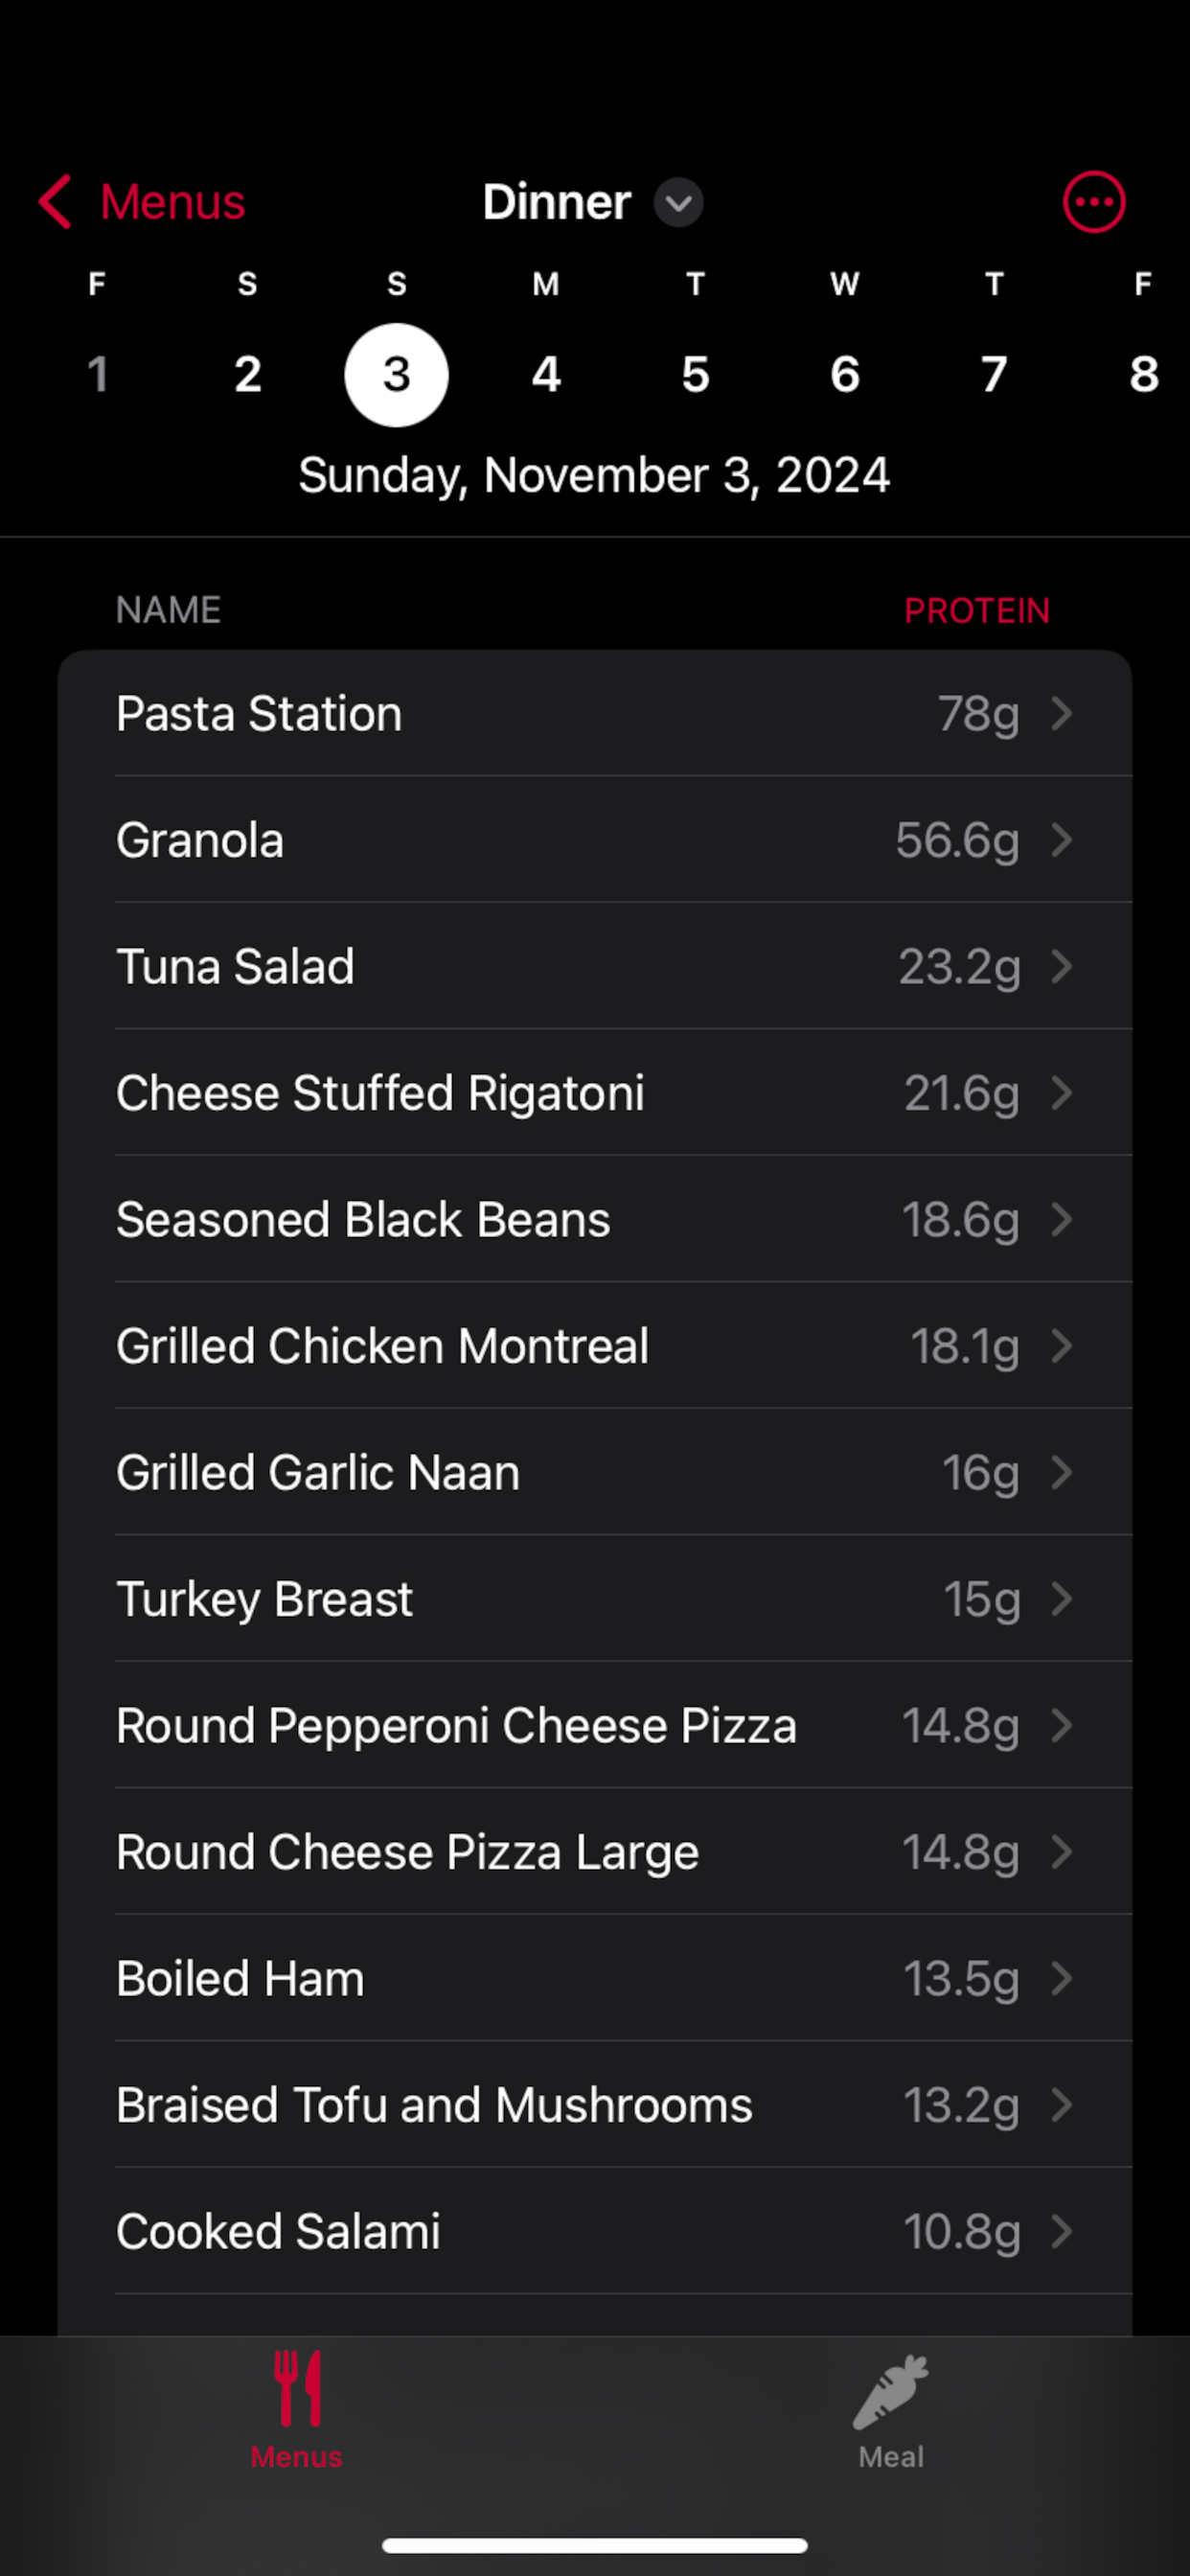 Menus Dinner
F S S M T W T F
1 2 3 4 5 6 7 8
Sunday, November 3, 2024
NAME PROTEIN
Pasta Station 78g
Granola 56.6g
Tuna Salad 23.2g
Cheese Stuffed Rigatoni 21.6g
Seasoned Black Beans 18.6g
Grilled Chicken Montreal 18.1g
Grilled Garlic Naan 16g
Turkey Breast 15g
Round Pepperoni Cheese Pizza 14.8g
Round Cheese Pizza Large 14.8g
Boiled Ham 13.5g
Braised Tofu and Mushrooms 13.2g
Cooked Salami 10.8g
Menus Meal